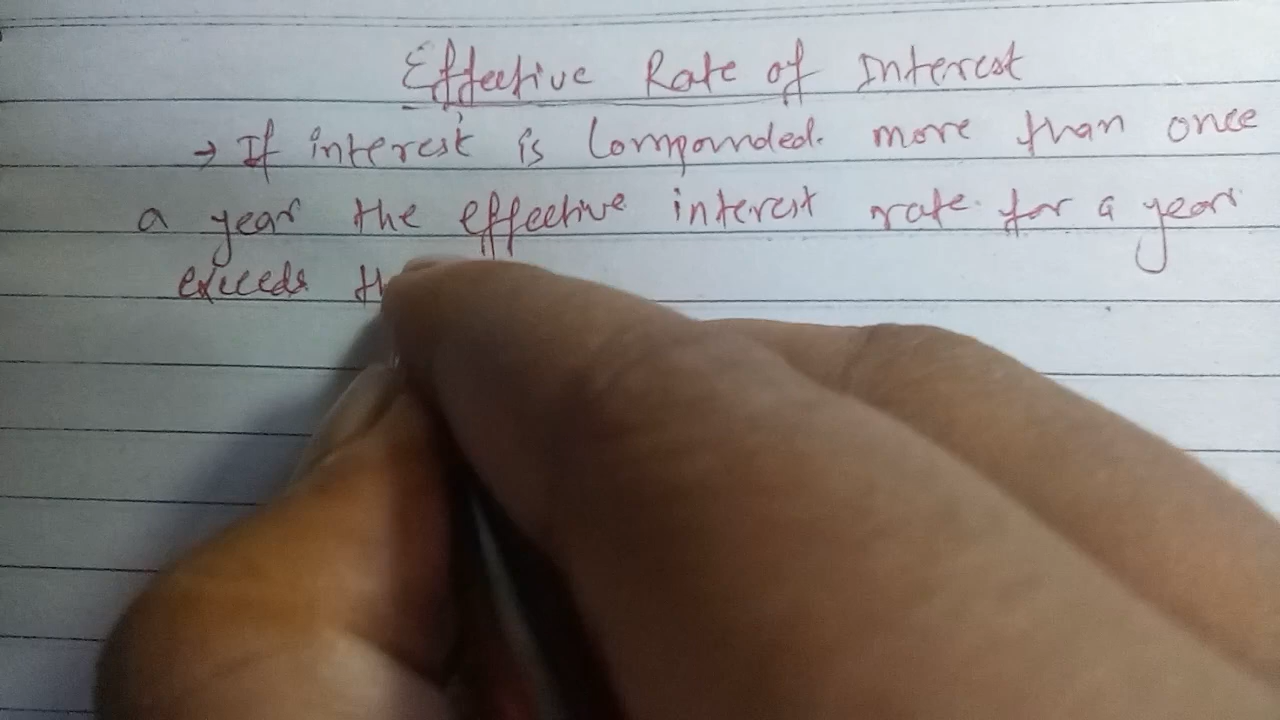 Effective Rate of Interest
→ If interest is Compounded. more than once
a year the effective interest rate. for a year
exceeds th